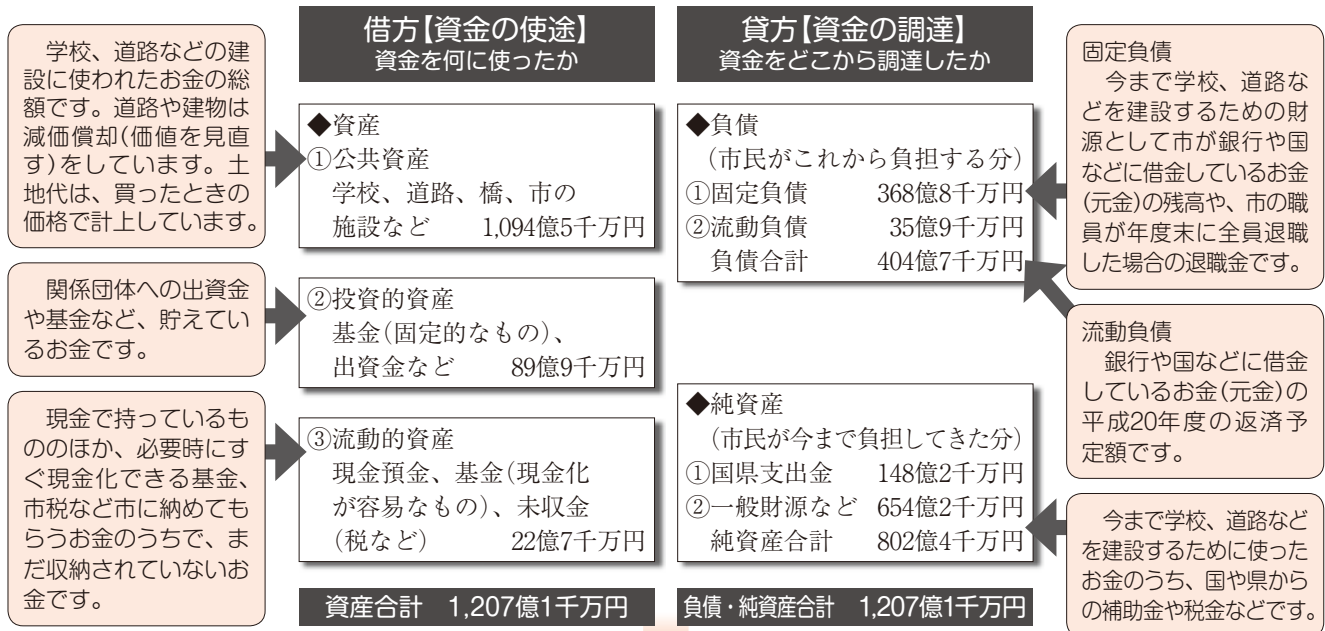 学校、道路などの建
設に使われたお金の総
額です。道路や建物は
減価償却(価値を見直
す)をしています。土
地代は、買ったときの
価格で計上しています。
関係団体への出資金
や基金など、貯えてい
るお金です。
現金で持っているも
ののほか、必要時にす
ぐ現金化できる基金、
市税など市に納めても
らうお金のうちで、ま
だ収納されていないお
金です。
借方【資金の使途】
資金を何に使ったか
◆資産
①公共資産
学校、道路、橋、市の
施設など 1,094億5千万円
②投資的資産
基金(固定的なもの)、
出資金など 89億9千万円
③流動的資産
現金預金、基金(現金化
が容易なもの)、未収金
(税など) 22億7千万円
資産合計 1,207億1千万円
貸方【資金の調達】
資金をどこから調達したか
◆負債
(市民がこれから負担する分)
①固定負債 368億8千万円
②流動負債 35億9千万円
負債合計 404億7千万円
◆純資産
(市民が今まで負担してきた分)
①国県支出金 148億2千万円
②一般財源など 654億2千万円
純資産合計 802億4千万円
負債・純資産合計 1,207億1千万円
固定負債
今まで学校、道路な
どを建設するための財
源として市が銀行や国
などに借金しているお金
(元金)の残高や、市の職
員が年度末に全員退職
した場合の退職金です。
流動負債
銀行や国などに借金
しているお金(元金)の
平成20年度の返済予
定額です。
今まで学校、道路など
を建設するために使った
お金のうち、国や県から
の補助金や税金などです。